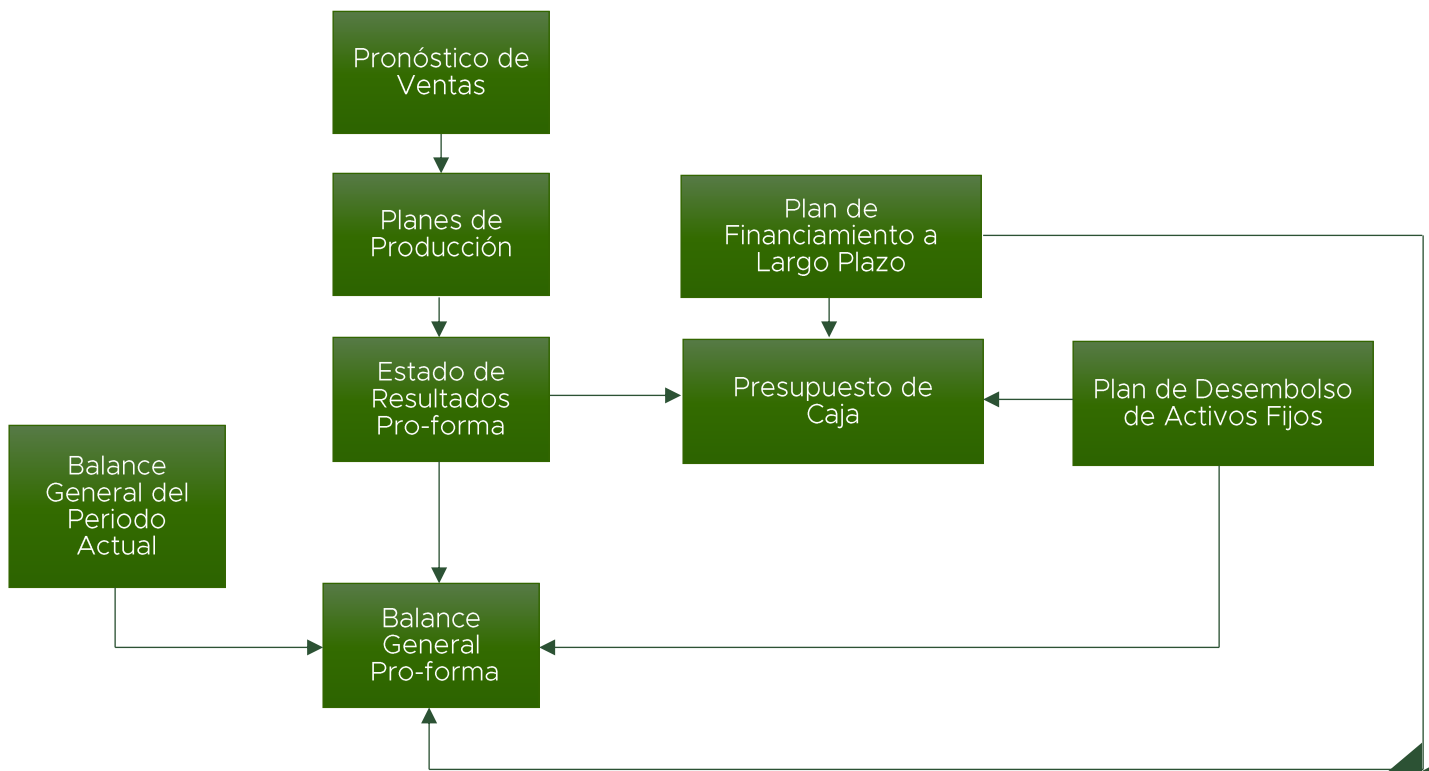 Pronóstico de
Ventas
Planes de
Producción
Plan de
Financiamiento a
Largo Plazo
Estado de
Resultados
Pro-forma
Presupuesto de
Caja
Plan de Desembolso
de Activos Fijos
Balance
General del
Periodo
Actual
Balance
General
Pro-forma